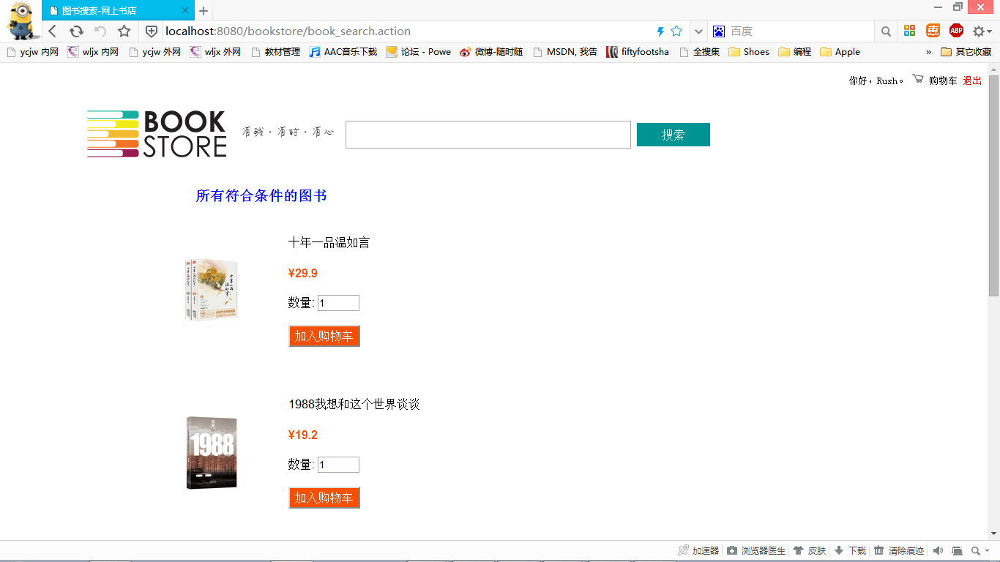 图书搜索-网上书店
localhost:8080/bookstore/book_search.action
百度
惠
ABP
ycjw 内网
wljx 内网
ycjw 外网
wljx 外网
教材管理
AAC音乐下载
论坛 - Powe
微博-随时随
MSDN, 我告
fiftyfootsha
全搜集
Shoes
编程
Apple
»
其它收藏
你好，Rush。 购物车 退出
BOOK
STORE
有钱·有时·有心
搜索
所有符合条件的图书
十年一品温如言
¥29.9
数量: 1
加入购物车
1988我想和这个世界谈谈
1988
¥19.2
数量: 1
加入购物车
加速器
浏览器医生
皮肤
下载
清除痕迹